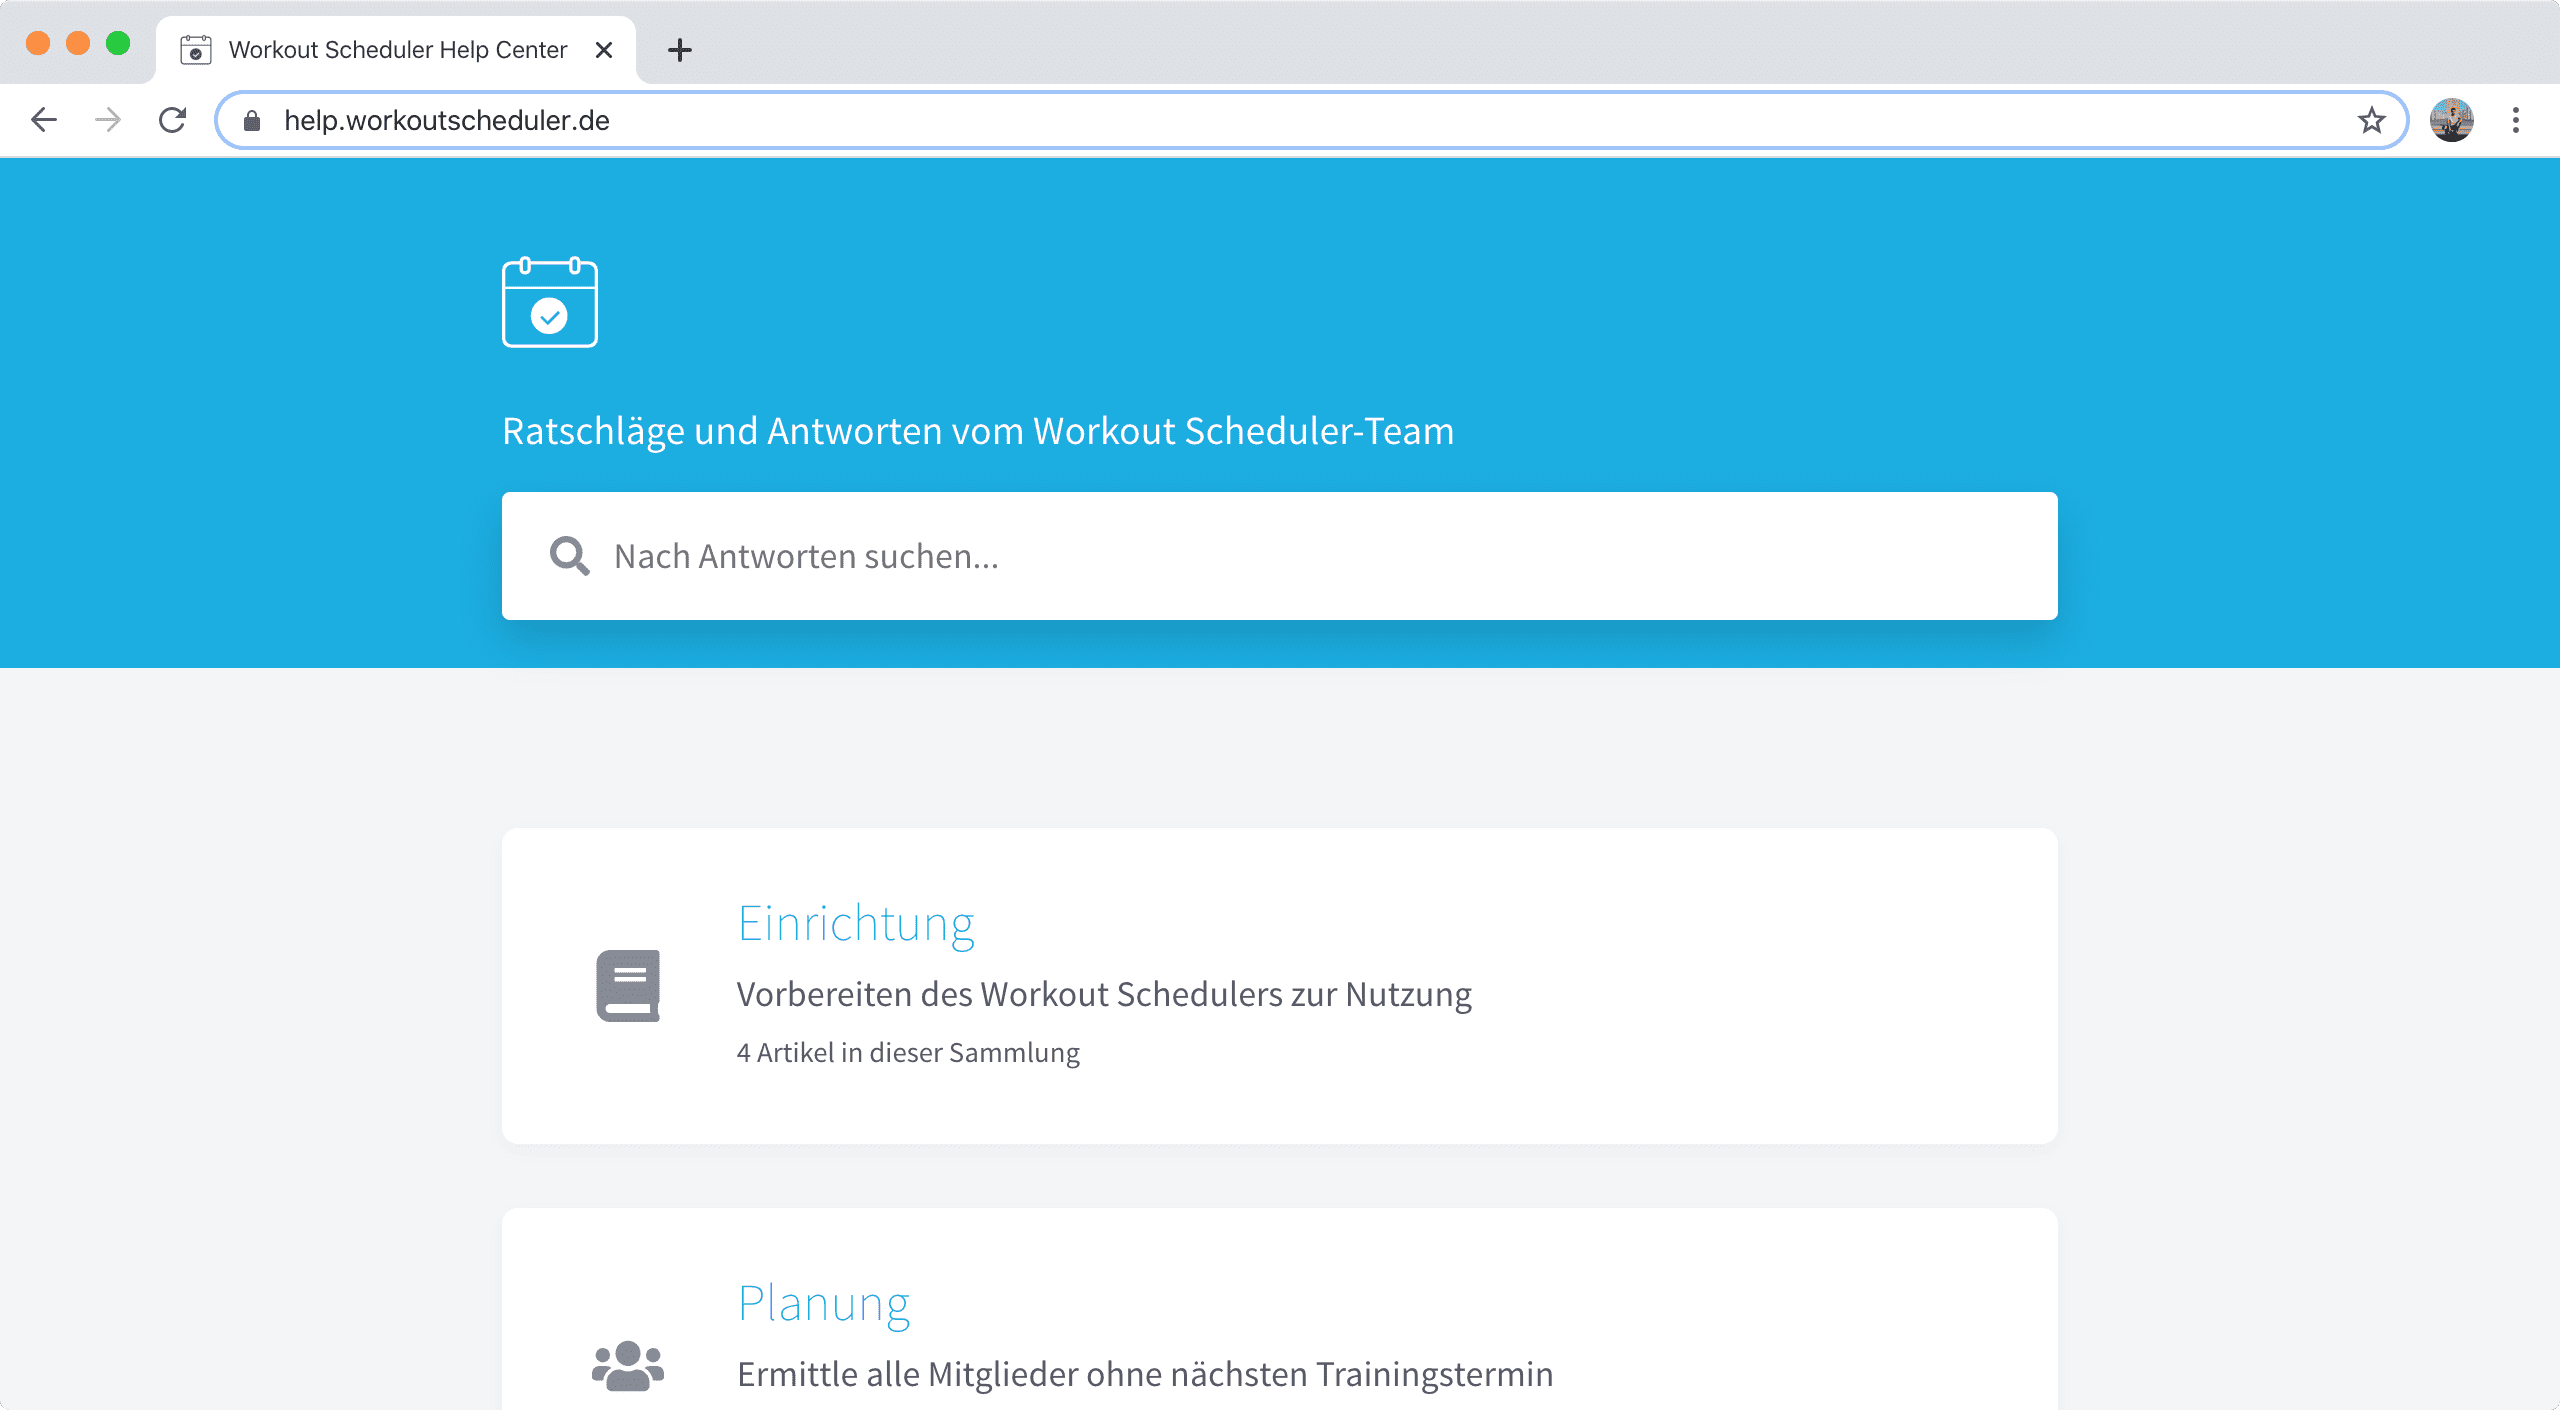 Workout Scheduler Help Center
help.workoutscheduler.de
Ratschläge und Antworten vom Workout Scheduler-Team
Nach Antworten suchen...
Einrichtung
Vorbereiten des Workout Schedulers zur Nutzung
4 Artikel in dieser Sammlung
Planung
Ermittle alle Mitglieder ohne nächsten Trainingstermin